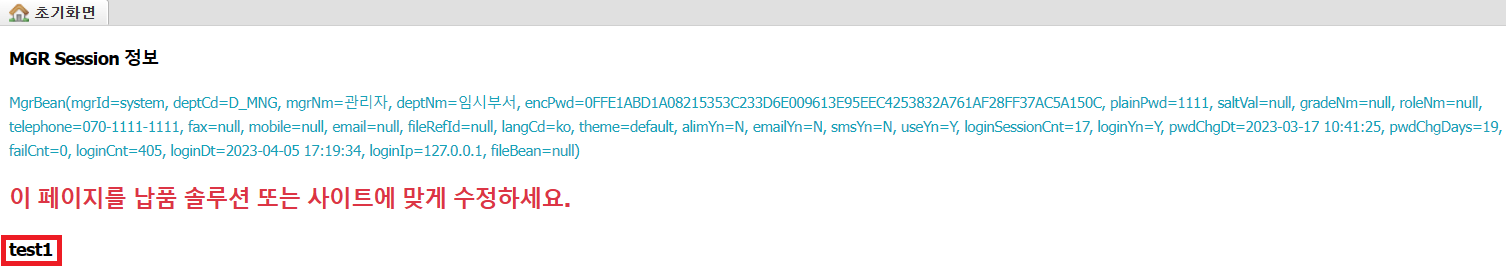 초기화면
MGR Session 정보
MgrBean(mgrId=system, deptCd=D_MNG, mgrNm=관리자, deptNm=임시부서, encPwd=0FFE1ABD1A08215353C233D6E009613E95EEC4253832A761AF28FF37AC5A150C, plainPwd=1111, saltVal=null, gradeNm=null, roleNm=null,
telephone=070-1111-1111, fax=null, mobile=null, email=null, fileRefId=null, langCd=ko, theme=default, alimYn=N, emailYn=N, smsYn=N, useYn=Y, loginSessionCnt=17, loginYn=Y, pwdChgDt=2023-03-17 10:41:25, pwdChgDays=19,
failCnt=0, loginCnt=405, loginDt=2023-04-05 17:19:34, loginIp=127.0.0.1, fileBean=null)
이 페이지를 납품 솔루션 또는 사이트에 맞게 수정하세요.
test1